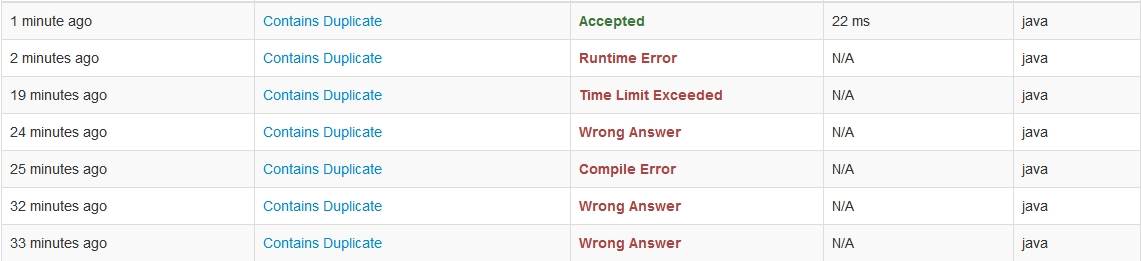 1 minute ago Contains Duplicate Accepted 22 ms java
2 minutes ago Contains Duplicate Runtime Error N/A java
19 minutes ago Contains Duplicate Time Limit Exceeded N/A java
24 minutes ago Contains Duplicate Wrong Answer N/A java
25 minutes ago Contains Duplicate Compile Error N/A java
32 minutes ago Contains Duplicate Wrong Answer N/A java
33 minutes ago Contains Duplicate Wrong Answer N/A java